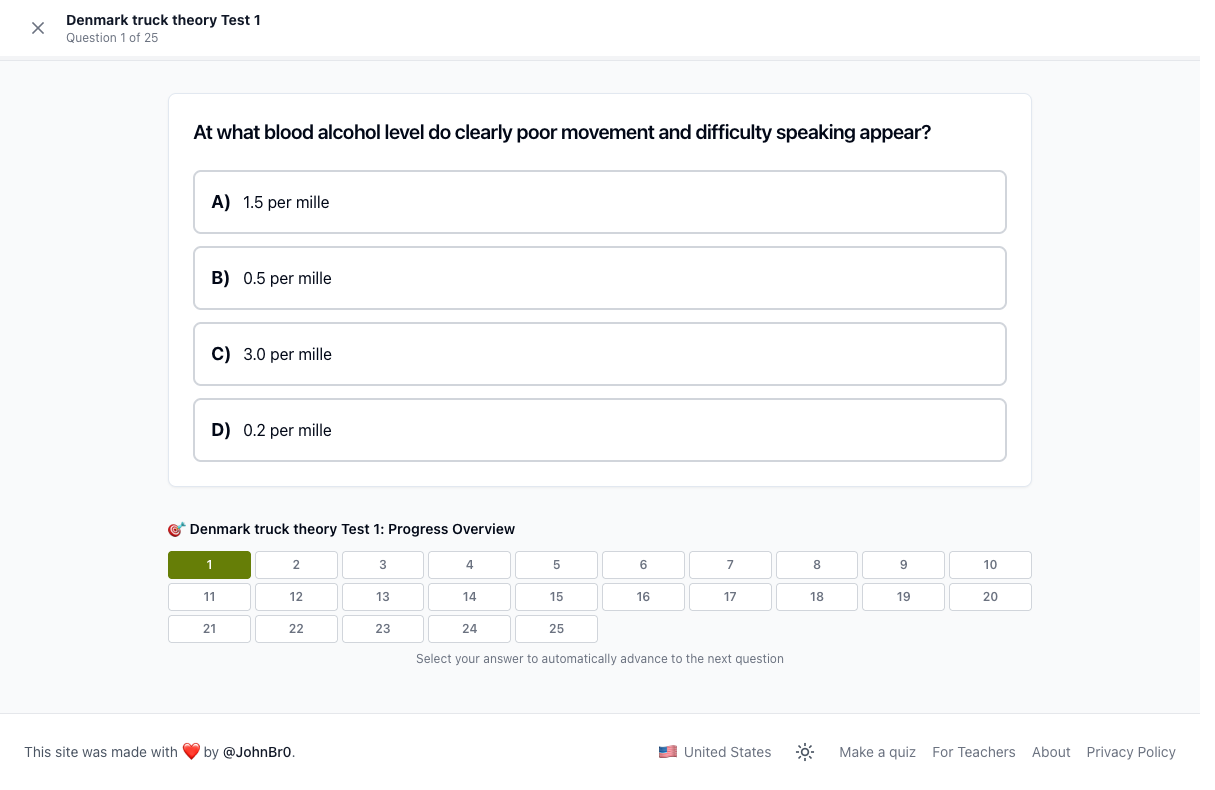 Denmark truck theory Test 1
Question 1 of 25
At what blood alcohol level do clearly poor movement and difficulty speaking appear?
A) 1.5 per mille
B) 0.5 per mille
C) 3.0 per mille
D) 0.2 per mille
🎯 Denmark truck theory Test 1: Progress Overview
1 2 3 4 5 6 7 8 9 10
11 12 13 14 15 16 17 18 19 20
21 22 23 24 25
Select your answer to automatically advance to the next question
This site was made with ❤️ by @JohnBr0. 🇺🇸 United States Make a quiz For Teachers About Privacy Policy